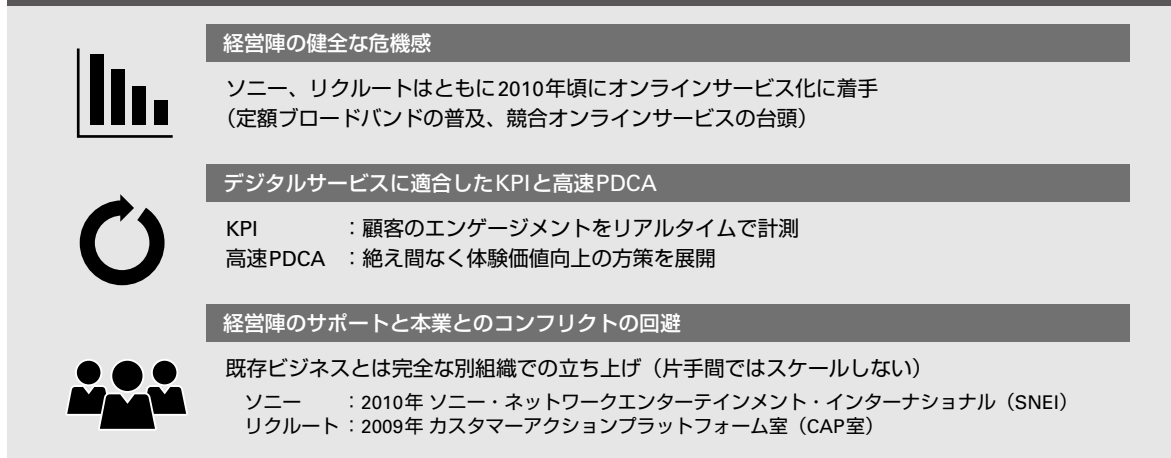 経営陣の健全な危機感
ソニー、リクルートはともに2010年頃にオンラインサービス化に着手
（定額ブロードバンドの普及、競合オンラインサービスの台頭）
デジタルサービスに適合したKPIと高速PDCA
KPI ：顧客のエンゲージメントをリアルタイムで計測
高速PDCA ：絶え間なく体験価値向上の方策を展開
経営陣のサポートと本業とのコンフリクトの回避
既存ビジネスとは完全な別組織での立ち上げ（片手間ではスケールしない）
ソニー ：2010年 ソニー・ネットワークエンターテインメント・インターナショナル（SNEI）
リクルート ：2009年 カスタマーアクションプラットフォーム室（CAP室）